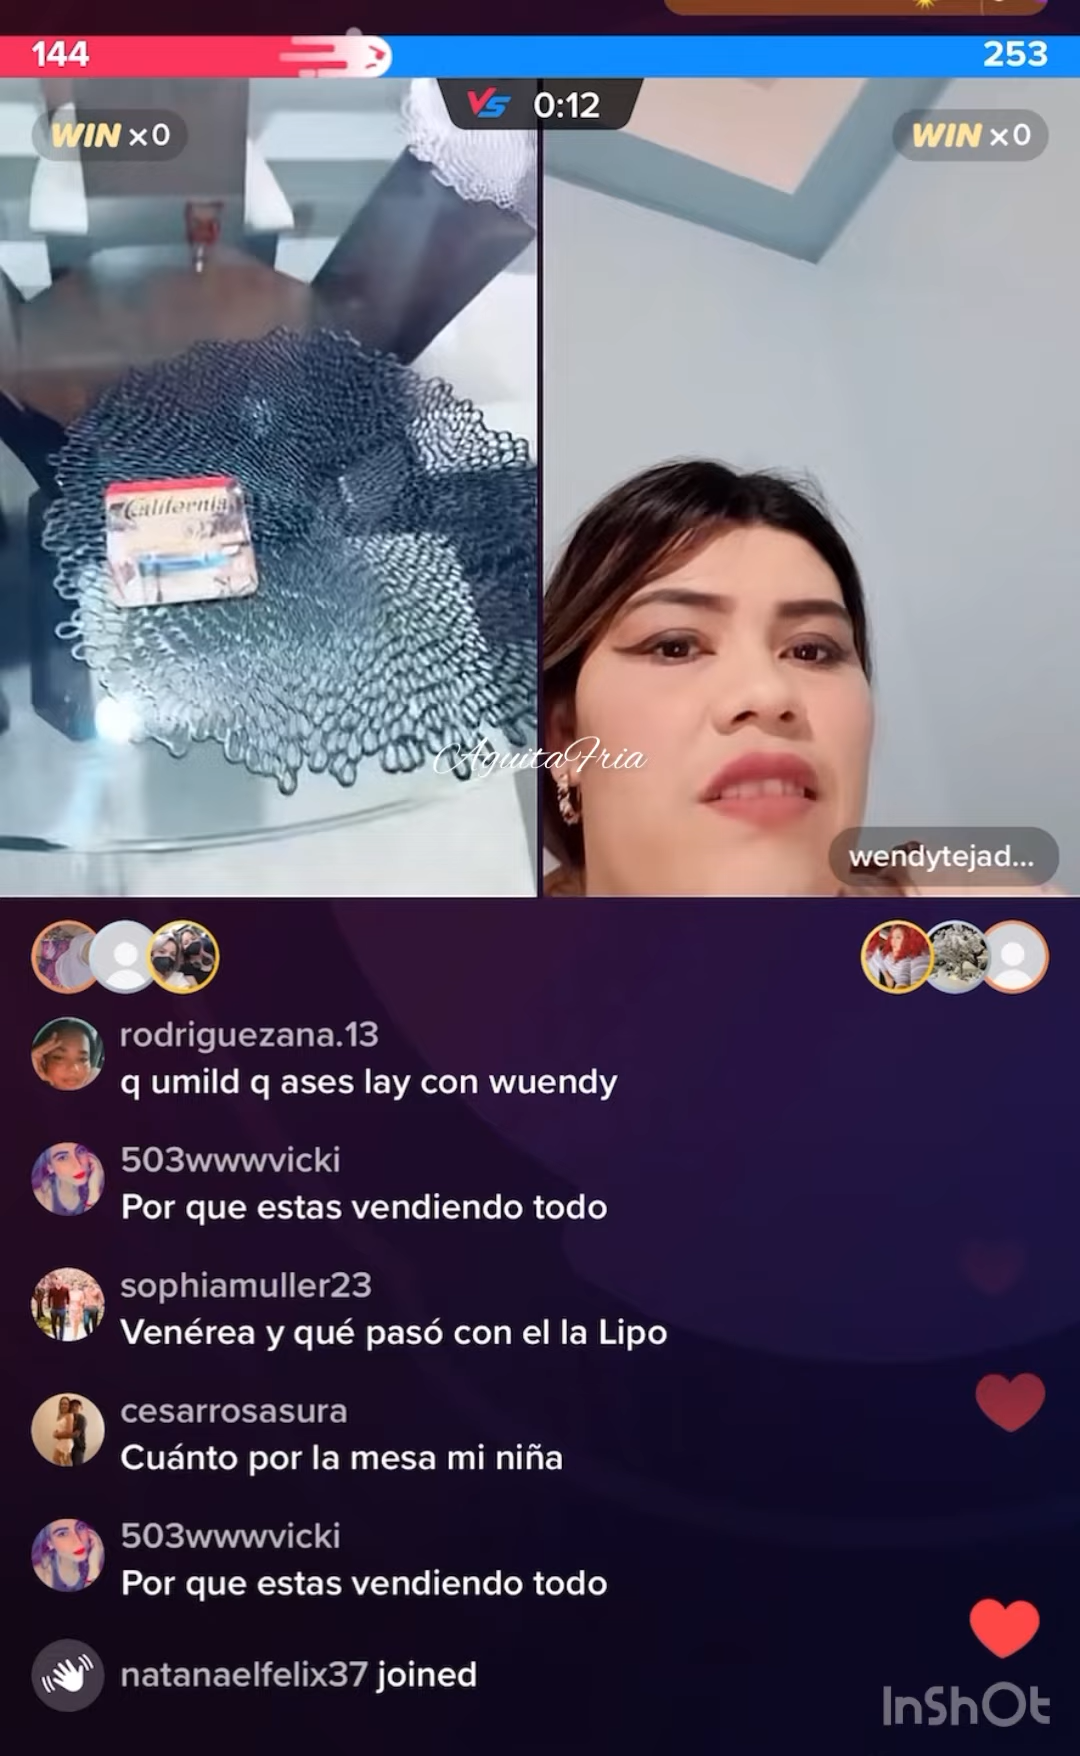 144
253
VS 0:12
WIN x0
WIN x0
California
AguitaFria
wendytejad...
rodriguezana.13
q umild q ases lay con wuendy
503wwwvicki
Por que estas vendiendo todo
sophiamuller23
Venérea y qué pasó con el la Lipo
cesarrosasura
Cuánto por la mesa mi niña
503wwwvicki
Por que estas vendiendo todo
natanaelfelix37 joined
InShOt